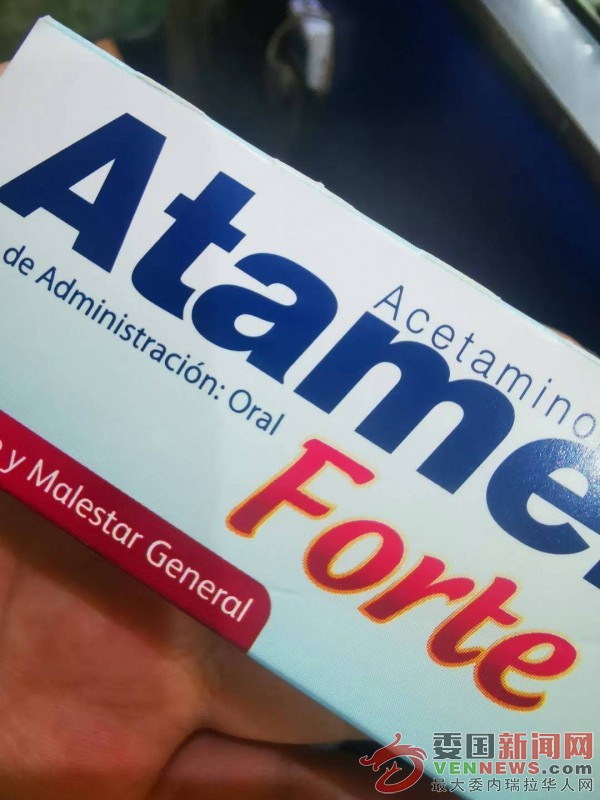 Atame
Acetamino
de Administración: Oral
Forte
y Malestar General
委国新闻网
VENNEWS.COM
最大委内瑞拉华人网